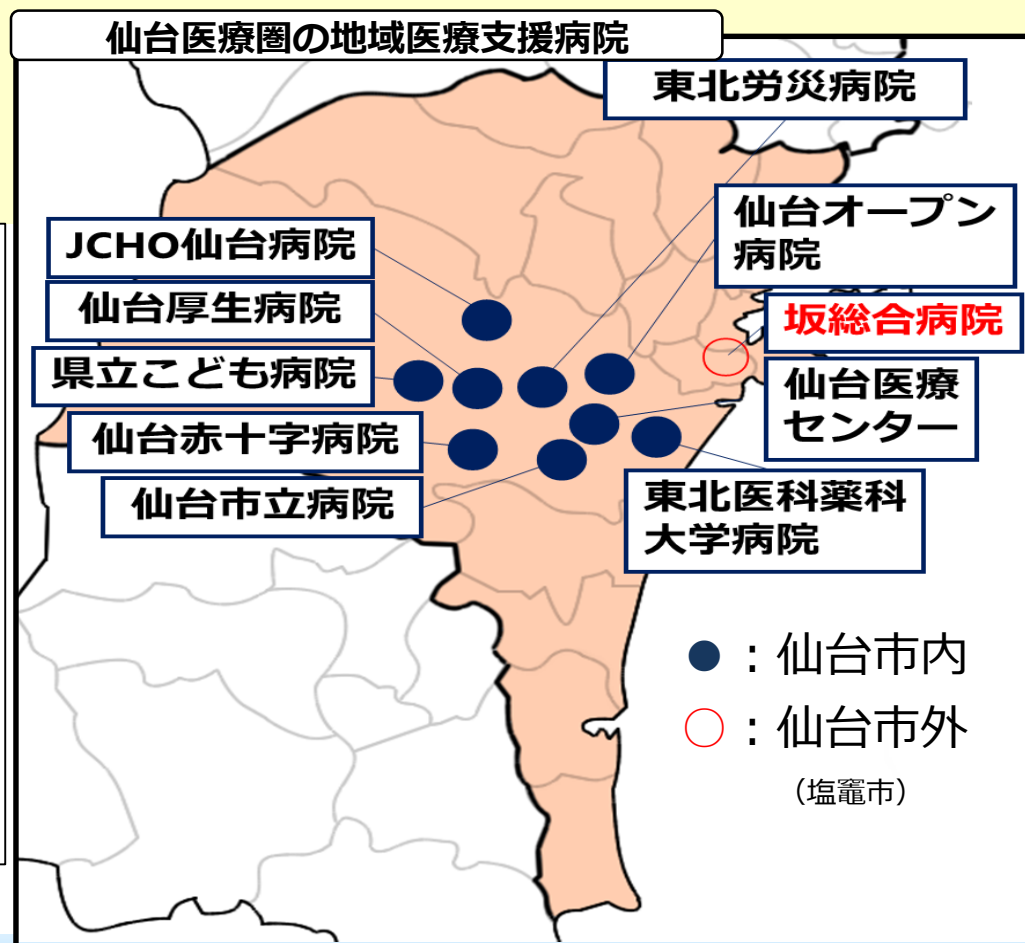 仙台医療圏の地域医療支援病院
東北労災病院
仙台オープン
病院
JCHO仙台病院
仙台厚生病院
坂総合病院
県立こども病院
仙台医療
センター
仙台赤十字病院
仙台市立病院
東北医科薬科
大学病院
●：仙台市内
○：仙台市外
（塩竈市）